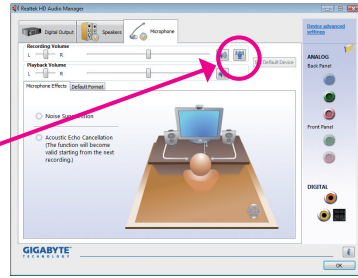 Realtek HD Audio Manager
Digital Output
Speakers
Microphone
Device advanced settings
Recording Volume
L
R
Set Default Device
Playback Volume
L
R
ANALOG
Back Panel
Microphone Effects
Default Format
Noise Suppression
Acoustic Echo Cancellation
(The function will become
valid starting from the next
recording.)
Front Panel
DIGITAL
GIGABYTE
TECHNOLOGY
OK